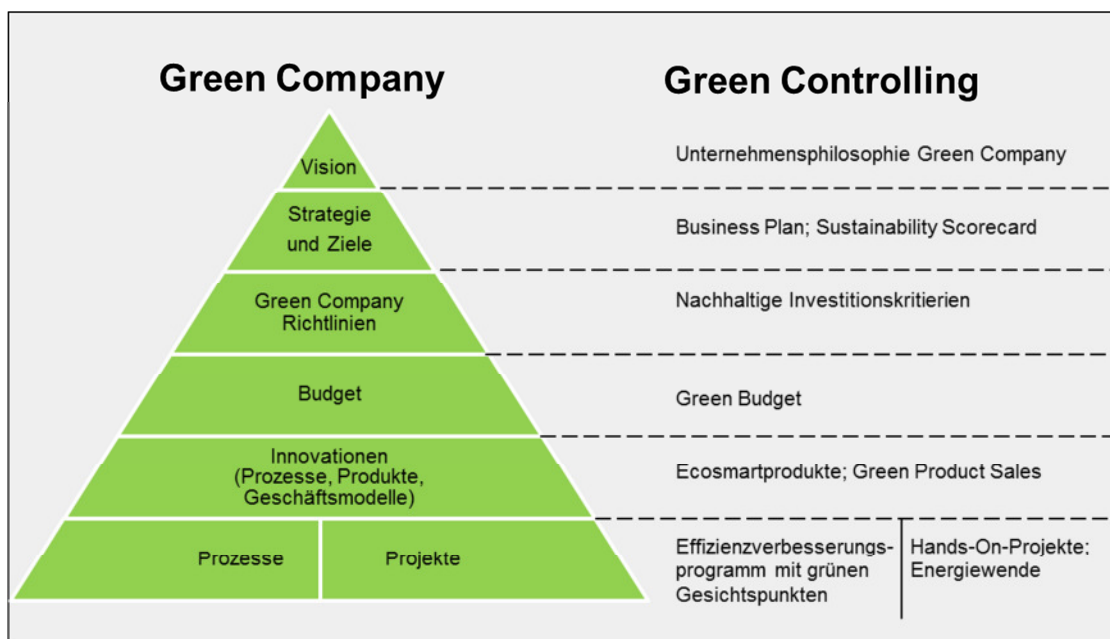 Green Company
Green Controlling
Vision
Unternehmensphilosophie Green Company
Strategie
und Ziele
Business Plan; Sustainability Scorecard
Green Company
Richtlinien
Nachhaltige Investitionskritierien
Budget
Green Budget
Innovationen
(Prozesse, Produkte,
Geschäftsmodelle)
Ecosmartprodukte; Green Product Sales
Prozesse
Projekte
Effizienzverbesserungs-
programm mit grünen
Gesichtspunkten
Hands-On-Projekte;
Energiewende